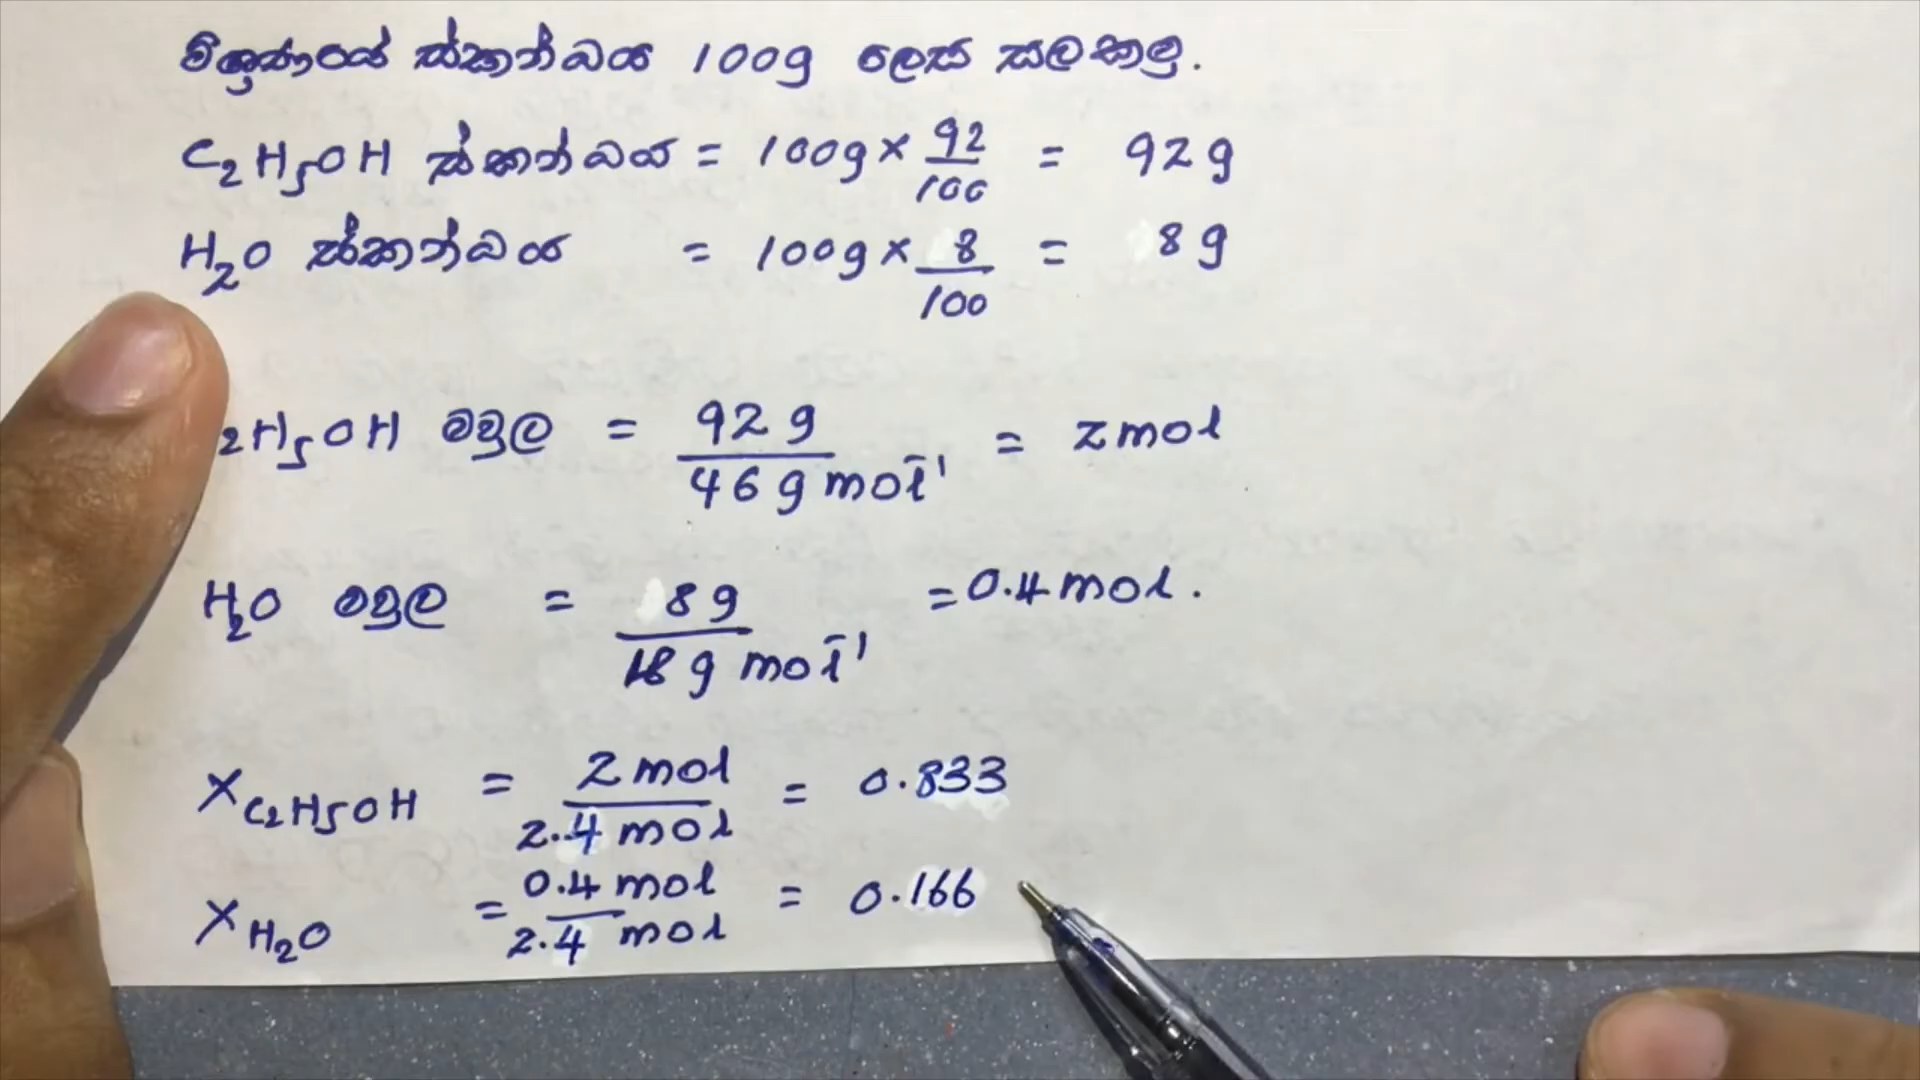 මිශ්‍රණයේ ස්කන්ධය 100g ලෙස සලකමු.
C₂H₅OH ස්කන්ධය = 100g × 92/100 = 92g
H₂O ස්කන්ධය = 100g × 8/100 = 8g
₂H₅OH මවුල = 92g/46g mol⁻¹ = 2mol
H₂O මවුල = 8g/18g mol⁻¹ = 0.4mol.
X C₂H₅OH = 2mol/2.4mol = 0.833
X H₂O = 0.4mol/2.4mol = 0.166